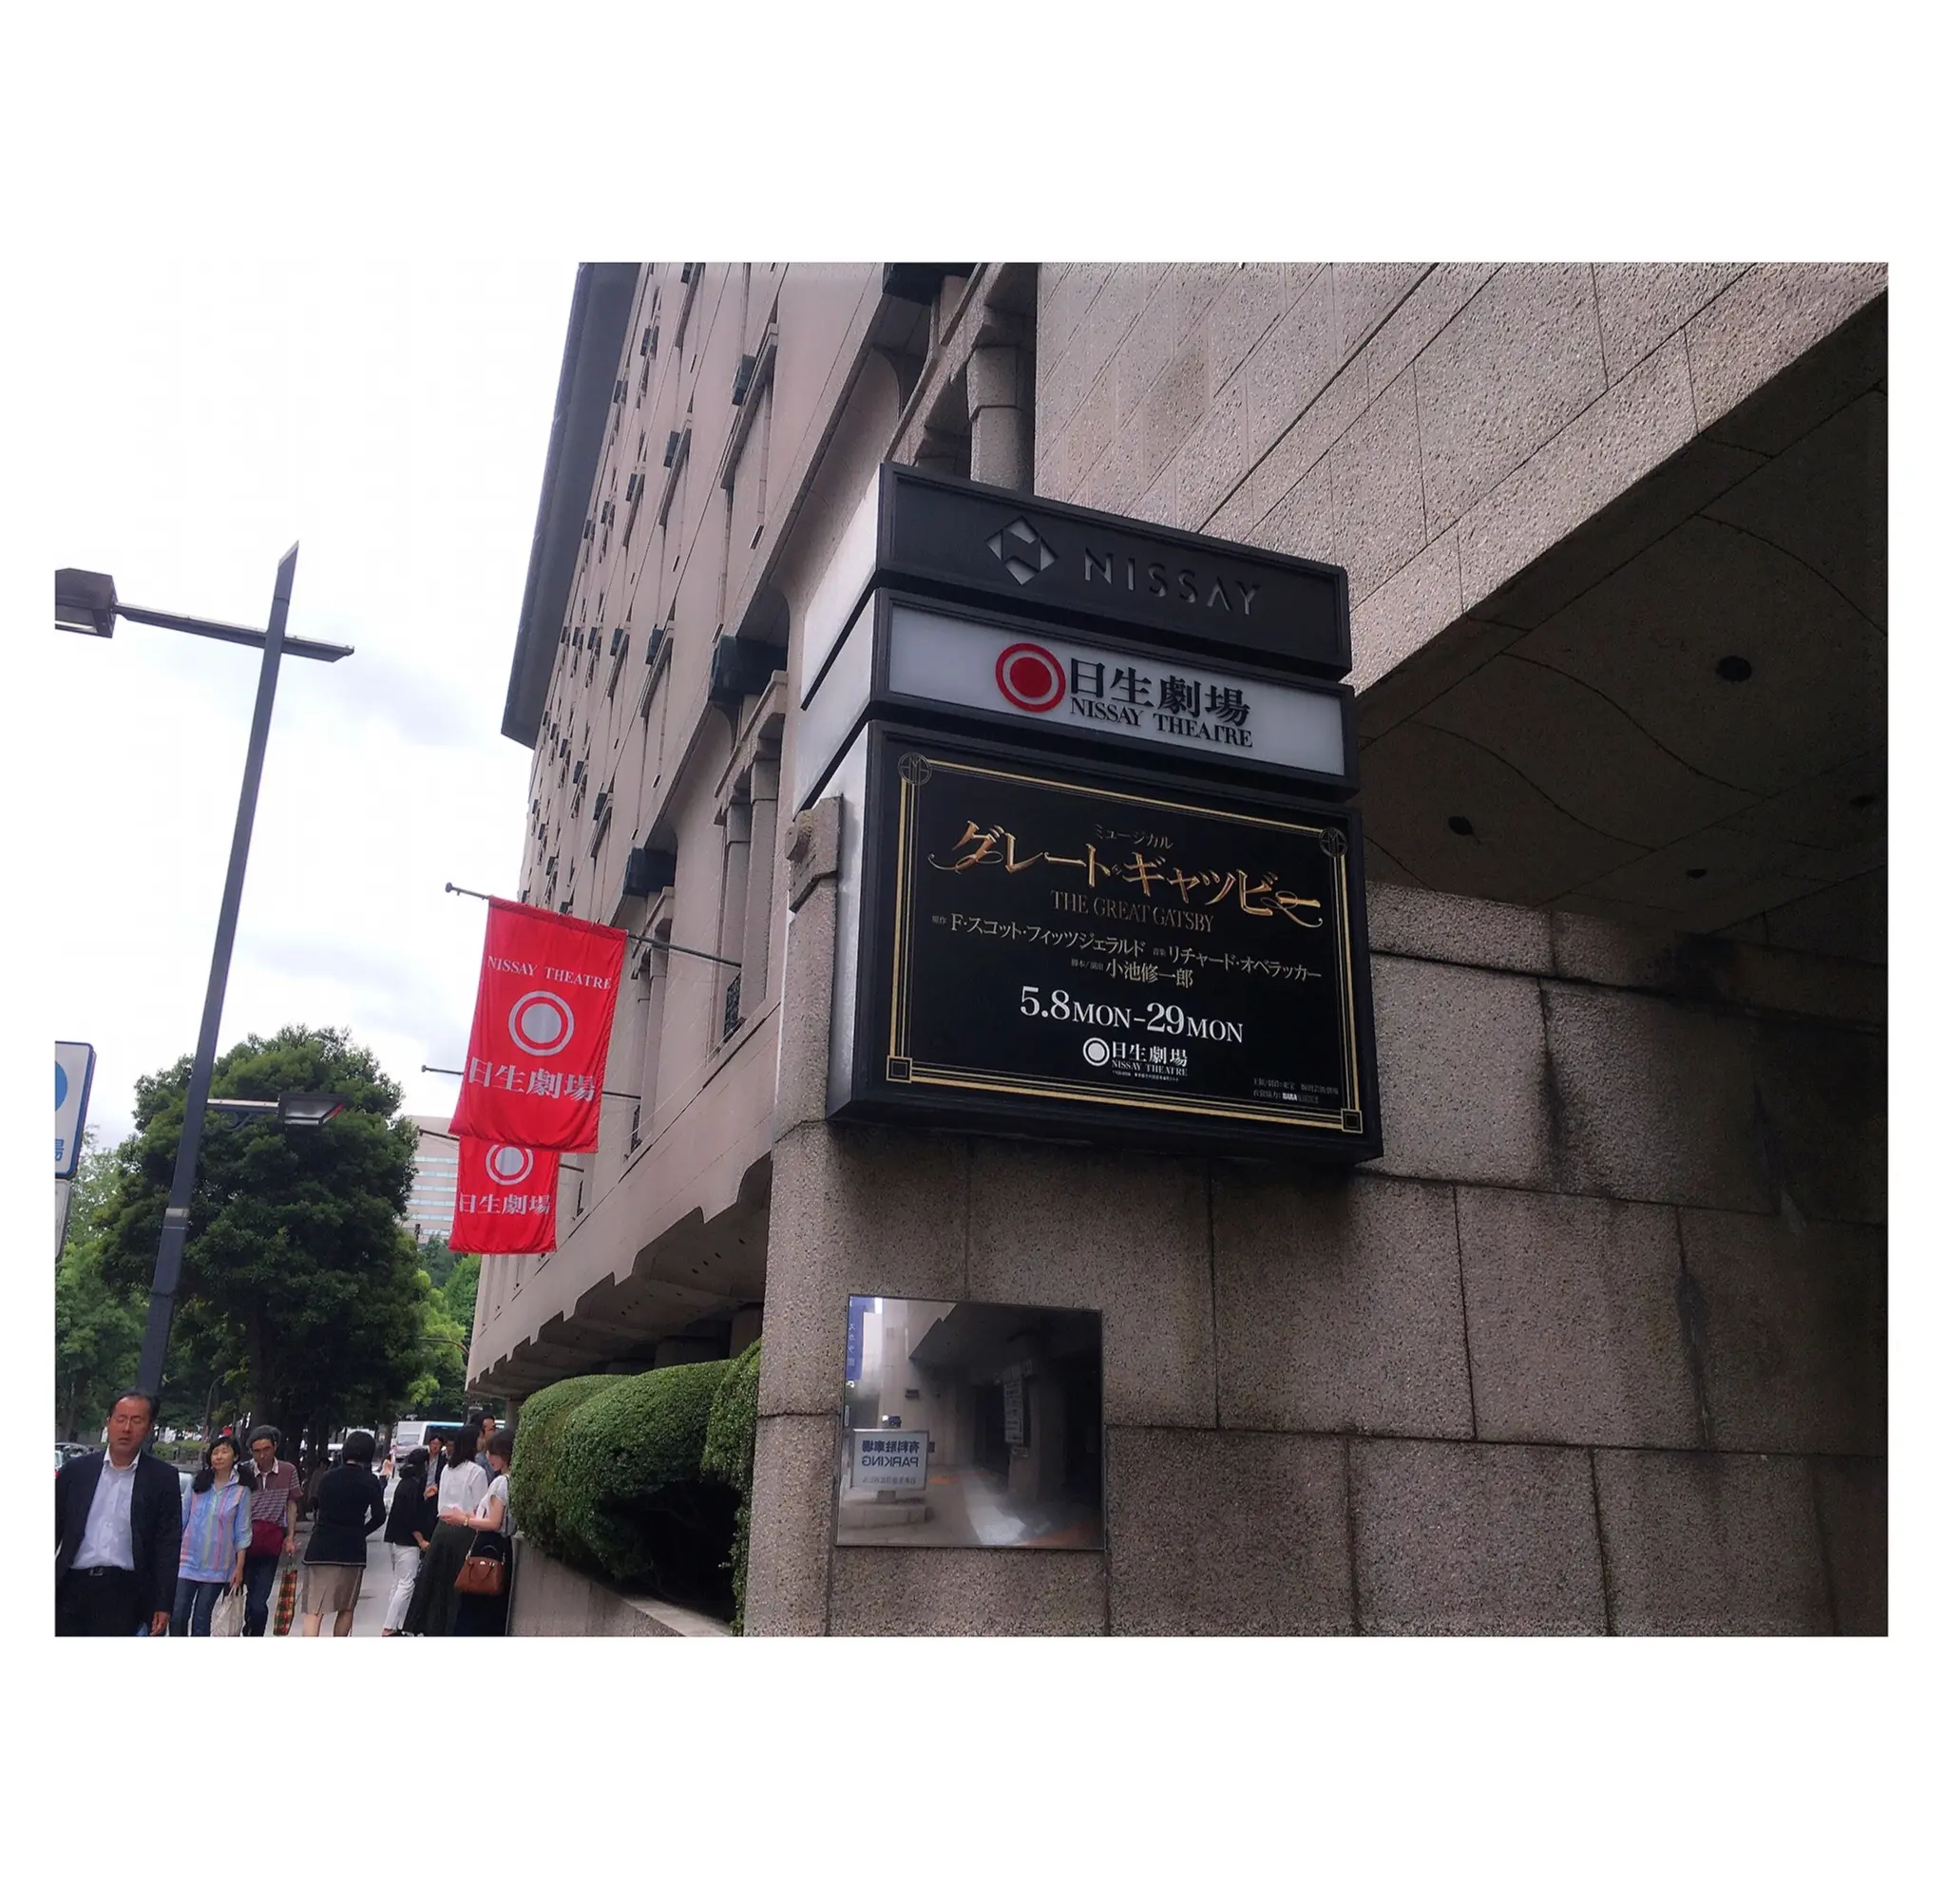 NISSAY
日生劇場
NISSAY THEATRE
ミュージカル
グレート・ギャツビー
THE GREAT GATSBY
原作 F・スコット・フィッツジェラルド 音楽 リチャード・オベラッカー
脚本/演出 小池修一郎
5.8MON-29MON
日生劇場
NISSAY THEATRE
NISSAY THEATRE
日生劇場
日生劇場
有料駐車場
PARKING